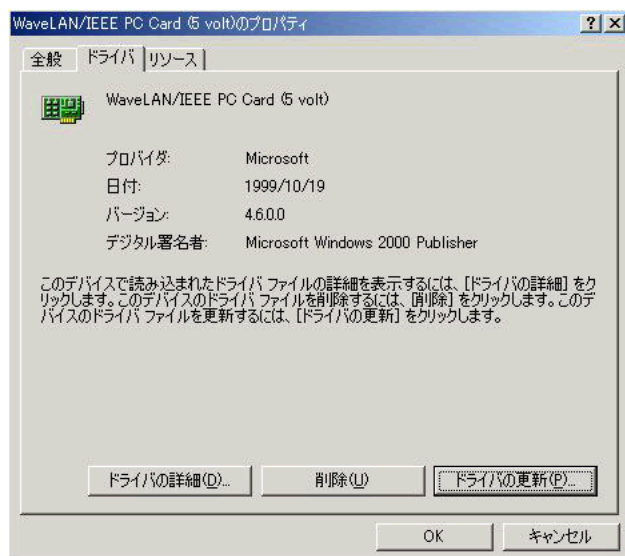 WaveLAN/IEEE PC Card (5 volt)のプロパティ
全般 ドライバ リソース
WaveLAN/IEEE PC Card (5 volt)
プロバイダ: Microsoft
日付: 1999/10/19
バージョン: 4.6.0.0
デジタル署名者: Microsoft Windows 2000 Publisher
このデバイスで読み込まれたドライバ ファイルの詳細を表示するには、[ドライバの詳細] をク
リックします。このデバイスのドライバ ファイルを削除するには、[削除] をクリックします。このデ
バイスのドライバ ファイルを更新するには、[ドライバの更新] をクリックします。
ドライバの詳細(D)... 削除(U) ドライバの更新(P)...
OK キャンセル